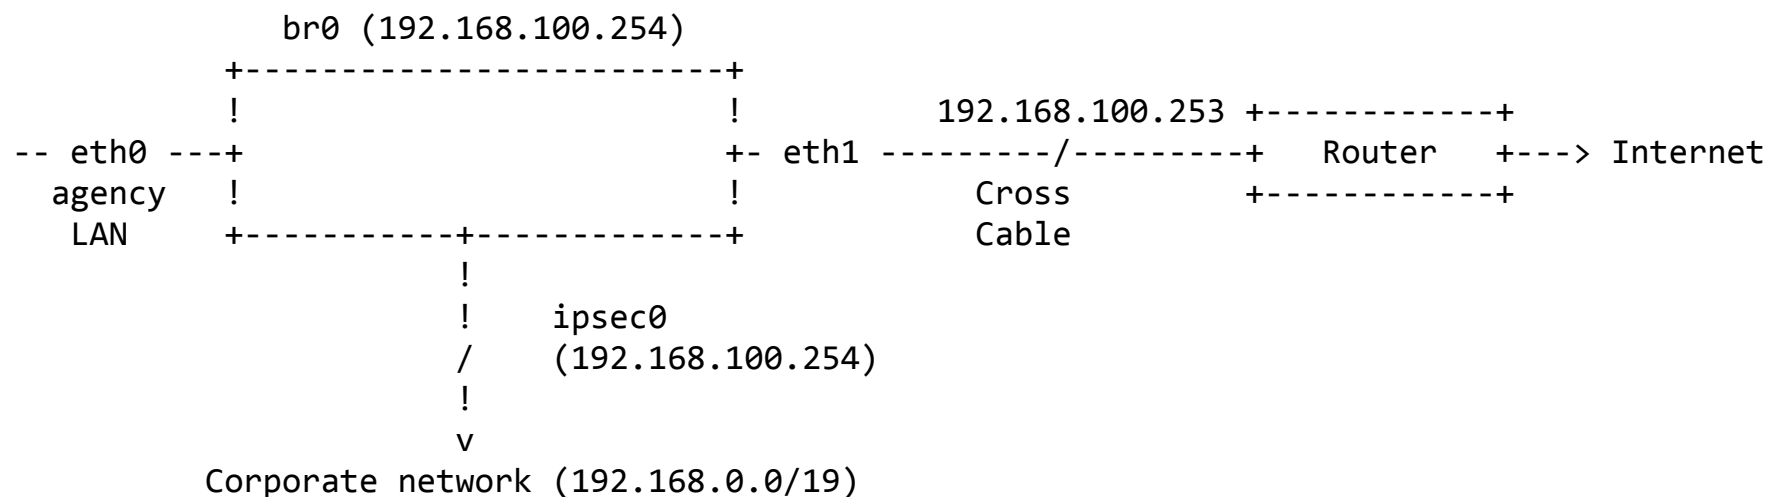 br0 (192.168.100.254)
+-------------------------+
! ! 192.168.100.253 +------------+
-- eth0 ---+ +- eth1 ---------/---------+ Router +---> Internet
agency ! ! Cross +------------+
LAN +-----------+-------------+ Cable
!
! ipsec0
/ (192.168.100.254)
!
v
Corporate network (192.168.0.0/19)